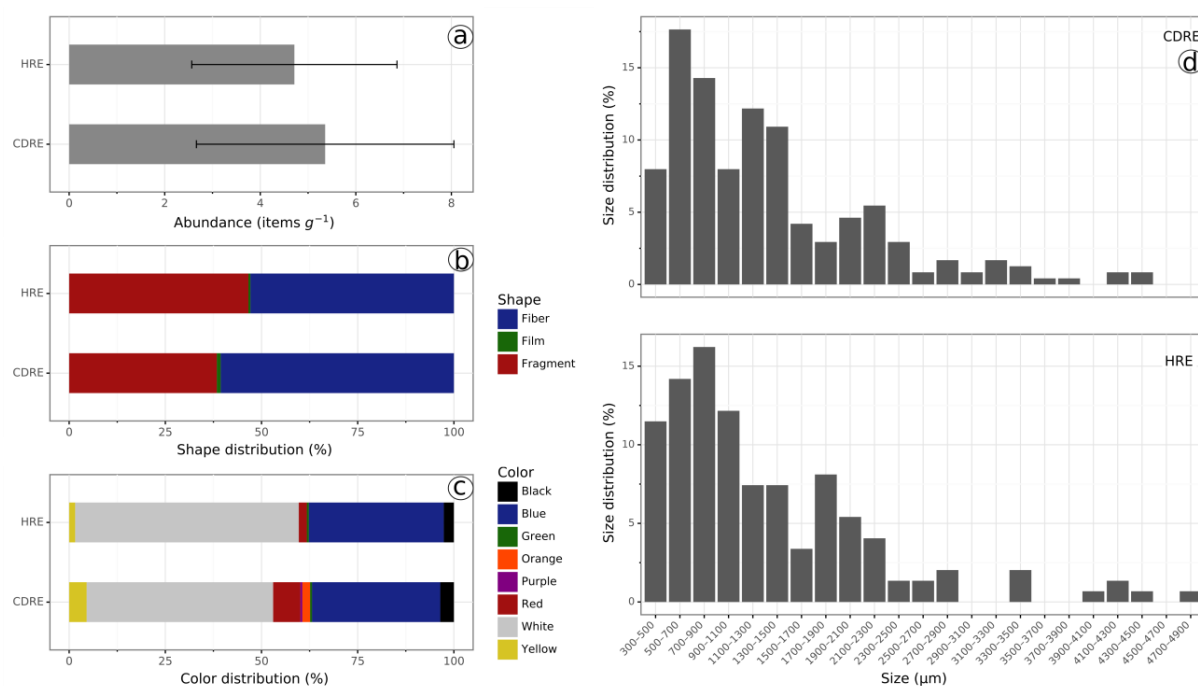 a
HRE
CDRE
0 2 4 6 8
Abundance (items g⁻¹)
b
HRE
CDRE
0 25 50 75 100
Shape distribution (%)
Shape
Fiber
Film
Fragment
c
HRE
CDRE
0 25 50 75 100
Color distribution (%)
Color
Black
Blue
Green
Orange
Purple
Red
White
Yellow
CDRE
d
Size distribution (%)
15
10
5
0
HRE
Size distribution (%)
15
10
5
0
300-500 500-700 700-900 900-1100 1100-1300 1300-1500 1500-1700 1700-1900 1900-2100 2100-2300 2300-2500 2500-2700 2700-2900 2900-3100 3100-3300 3300-3500 3500-3700 3700-3900 3900-4100 4100-4300 4300-4500 4500-4700 4700-4900
Size (µm)